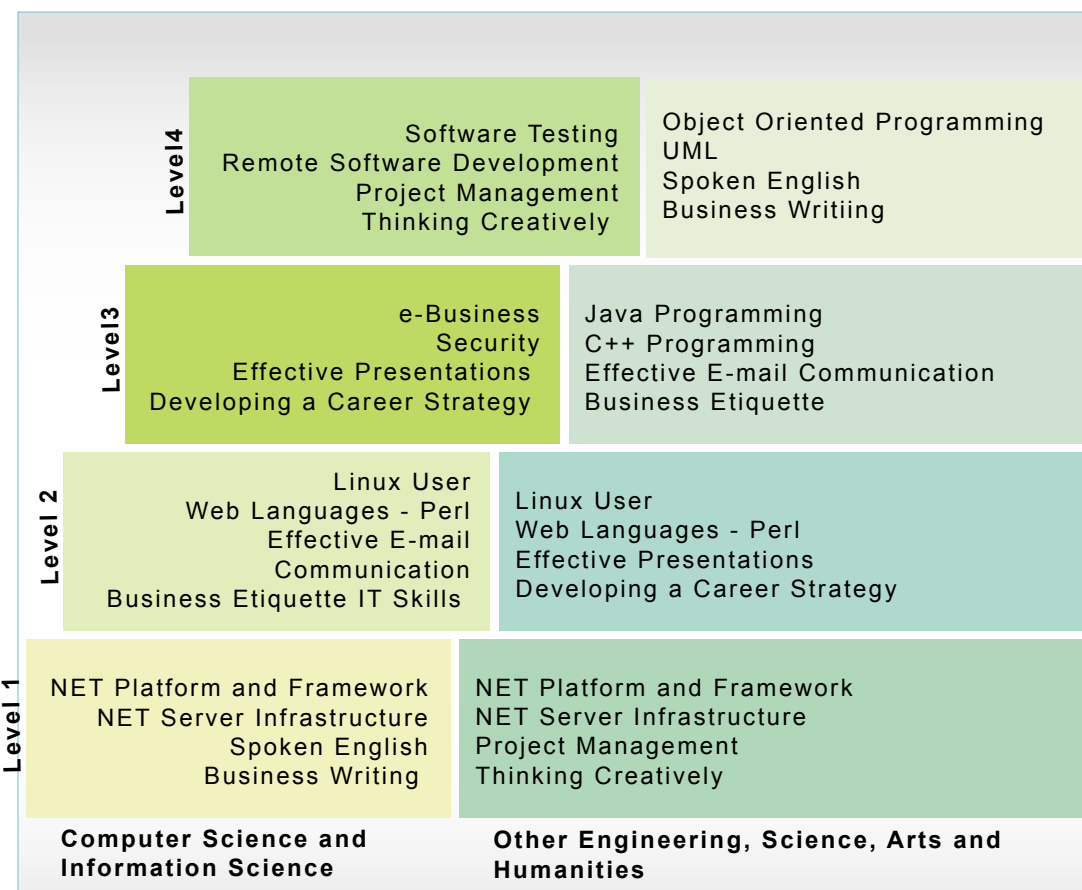 Level4
Software Testing
Remote Software Development
Project Management
Thinking Creatively
Object Oriented Programming
UML
Spoken English
Business Writiing
Level3
e-Business
Security
Effective Presentations
Developing a Career Strategy
Java Programming
C++ Programming
Effective E-mail Communication
Business Etiquette
Level 2
Linux User
Web Languages - Perl
Effective E-mail
Communication
Business Etiquette IT Skills
Linux User
Web Languages - Perl
Effective Presentations
Developing a Career Strategy
Level 1
NET Platform and Framework
NET Server Infrastructure
Spoken English
Business Writing
NET Platform and Framework
NET Server Infrastructure
Project Management
Thinking Creatively
Computer Science and
Information Science
Other Engineering, Science, Arts and
Humanities